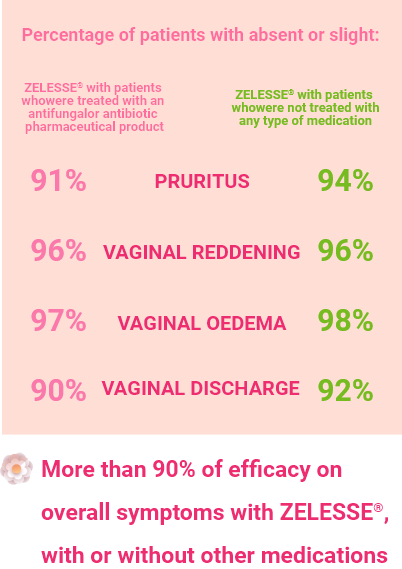 Percentage of patients with absent or slight:
ZELESSE® with patients
whowere treated with an
antifungalor antibiotic
pharmaceutical product
ZELESSE® with patients
whowere not treated with
any type of medication
91% PRURITUS 94%
96% VAGINAL REDDENING 96%
97% VAGINAL OEDEMA 98%
90% VAGINAL DISCHARGE 92%
More than 90% of efficacy on
overall symptoms with ZELESSE®,
with or without other medications